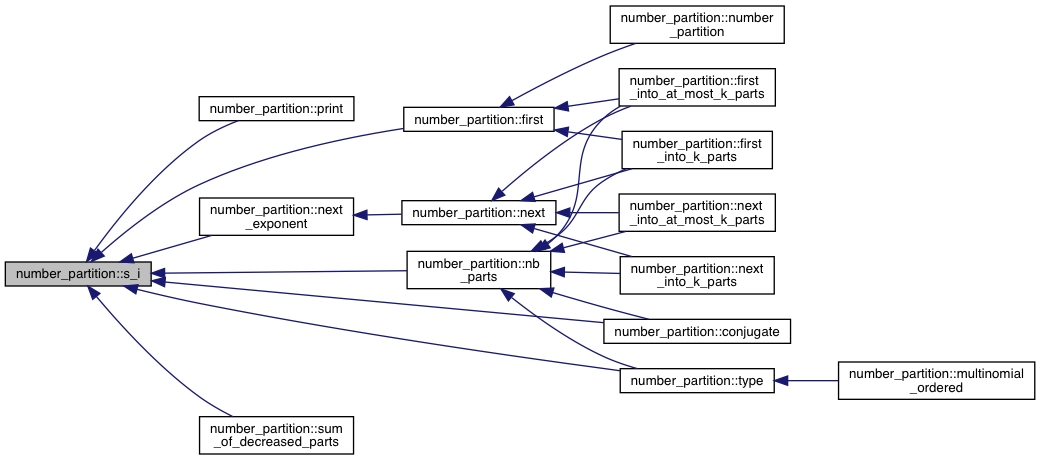 number_partition::number
_partition
number_partition::first
_into_at_most_k_parts
number_partition::print
number_partition::first
number_partition::first
_into_k_parts
number_partition::next
_exponent
number_partition::next
number_partition::next
_into_at_most_k_parts
number_partition::s_i
number_partition::nb
_parts
number_partition::next
_into_k_parts
number_partition::conjugate
number_partition::type
number_partition::multinomial
_ordered
number_partition::sum
_of_decreased_parts